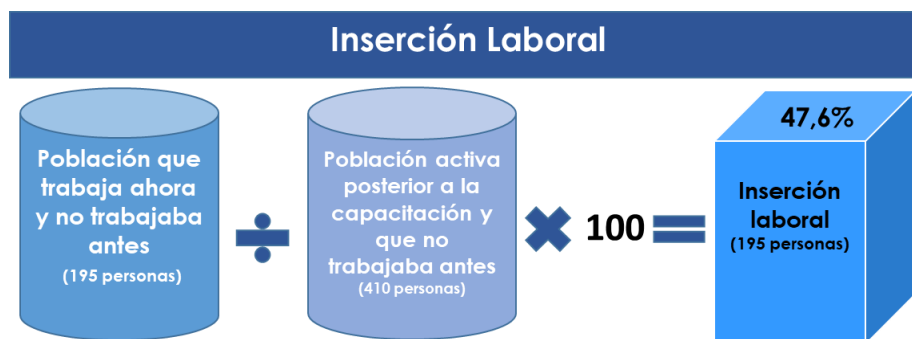 Inserción Laboral
Población que
trabaja ahora
y no trabajaba
antes
(195 personas)
Población activa
posterior a la
capacitación y
que no
trabajaba antes
(410 personas)
100
47,6%
Inserción
laboral
(195 personas)